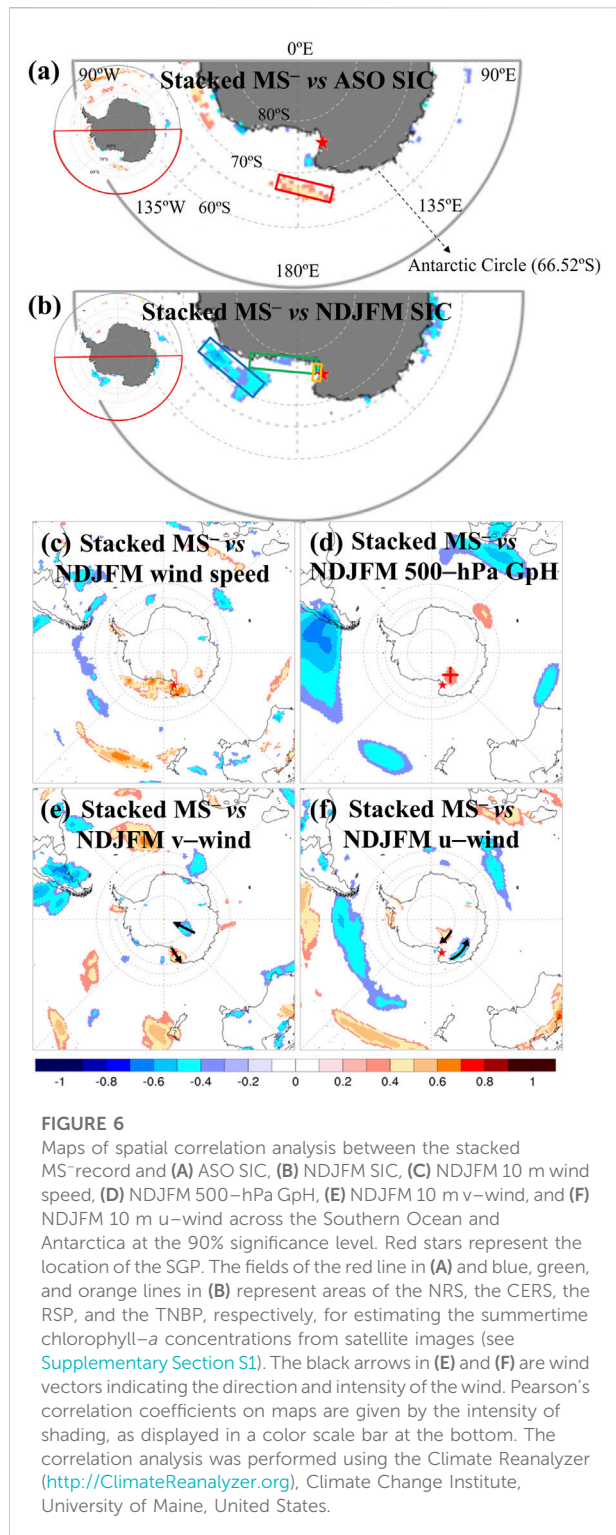 (a)
0ºE
90ºW
Stacked MS⁻ vs ASO SIC
90ºE
80ºS
70ºS
60ºS
135ºW
135ºE
Antarctic Circle (66.52ºS)
180ºE
(b)
Stacked MS⁻ vs NDJFM SIC
(c) Stacked MS⁻ vs
NDJFM wind speed
(d) Stacked MS⁻ vs
NDJFM 500–hPa GpH
(e) Stacked MS⁻ vs
NDJFM v–wind
(f) Stacked MS⁻ vs
NDJFM u–wind
-1 -0.8 -0.6 -0.4 -0.2 0 0.2 0.4 0.6 0.8 1
FIGURE 6
Maps of spatial correlation analysis between the stacked
MS⁻record and (A) ASO SIC, (B) NDJFM SIC, (C) NDJFM 10 m wind
speed, (D) NDJFM 500–hPa GpH, (E) NDJFM 10 m v–wind, and (F)
NDJFM 10 m u–wind across the Southern Ocean and
Antarctica at the 90% significance level. Red stars represent the
location of the SGP. The fields of the red line in (A) and blue, green,
and orange lines in (B) represent areas of the NRS, the CERS, the
RSP, and the TNBP, respectively, for estimating the summertime
chlorophyll–a concentrations from satellite images (see
Supplementary Section S1). The black arrows in (E) and (F) are wind
vectors indicating the direction and intensity of the wind. Pearson's
correlation coefficients on maps are given by the intensity of
shading, as displayed in a color scale bar at the bottom. The
correlation analysis was performed using the Climate Reanalyzer
(http://ClimateReanalyzer.org), Climate Change Institute,
University of Maine, United States.